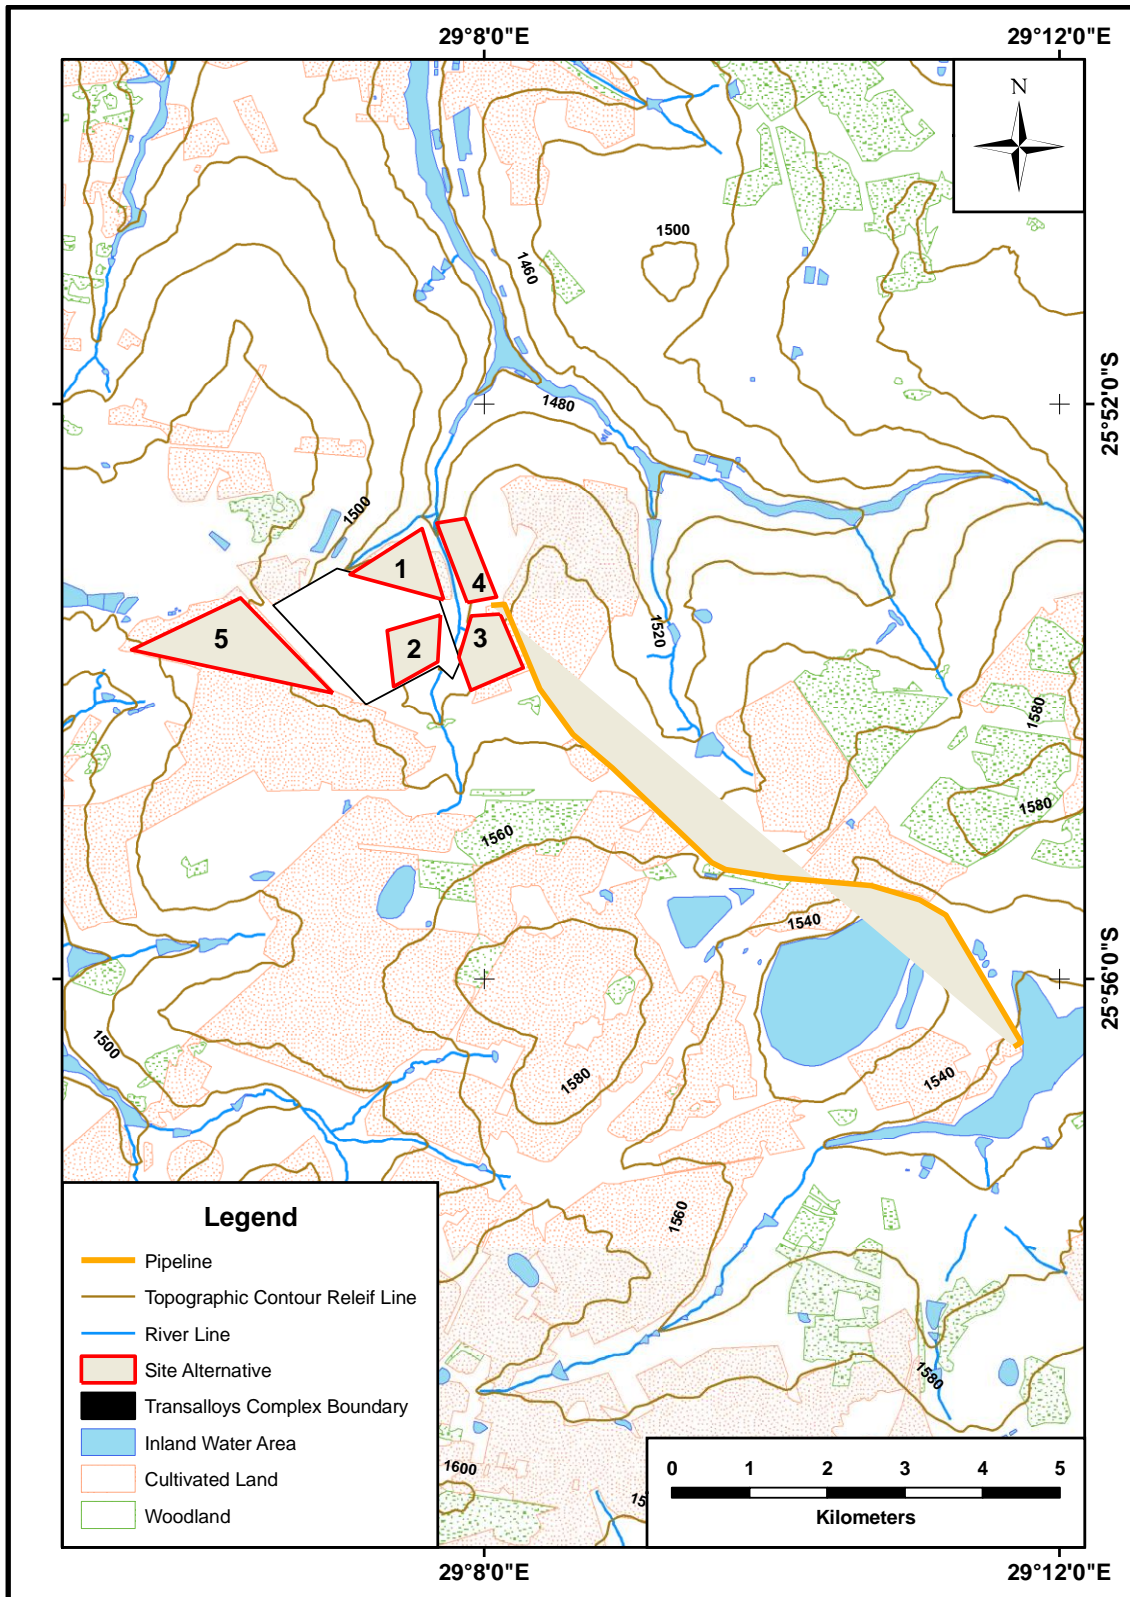 29°8'0"E
29°12'0"E
N
1500
1460
25°52'0"S
1480
1500
1
4
5
2
3
1520
1580
1580
1560
1540
25°56'0"S
1500
1580
1540
1560
1580
1600
Legend
Pipeline
Topographic Contour Releif Line
River Line
Site Alternative
Transalloys Complex Boundary
Inland Water Area
Cultivated Land
Woodland
0 1 2 3 4 5
Kilometers
29°8'0"E
29°12'0"E